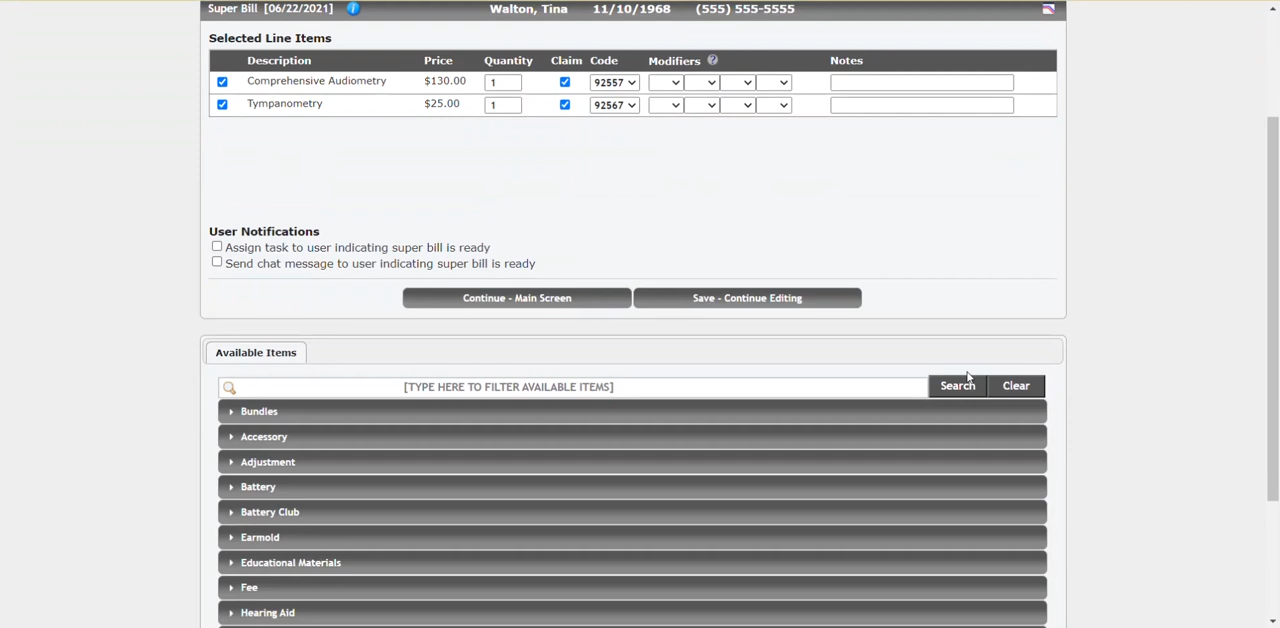 Super Bill [06/22/2021] i Walton, Tina 11/10/1968 (555) 555-5555
Selected Line Items
Description Price Quantity Claim Code Modifiers ? Notes
Comprehensive Audiometry $130.00 1 92557
Tympanometry $25.00 1 92567
User Notifications
Assign task to user indicating super bill is ready
Send chat message to user indicating super bill is ready
Continue - Main Screen Save - Continue Editing
Available Items
[TYPE HERE TO FILTER AVAILABLE ITEMS] Search Clear
Bundles
Accessory
Adjustment
Battery
Battery Club
Earmold
Educational Materials
Fee
Hearing Aid